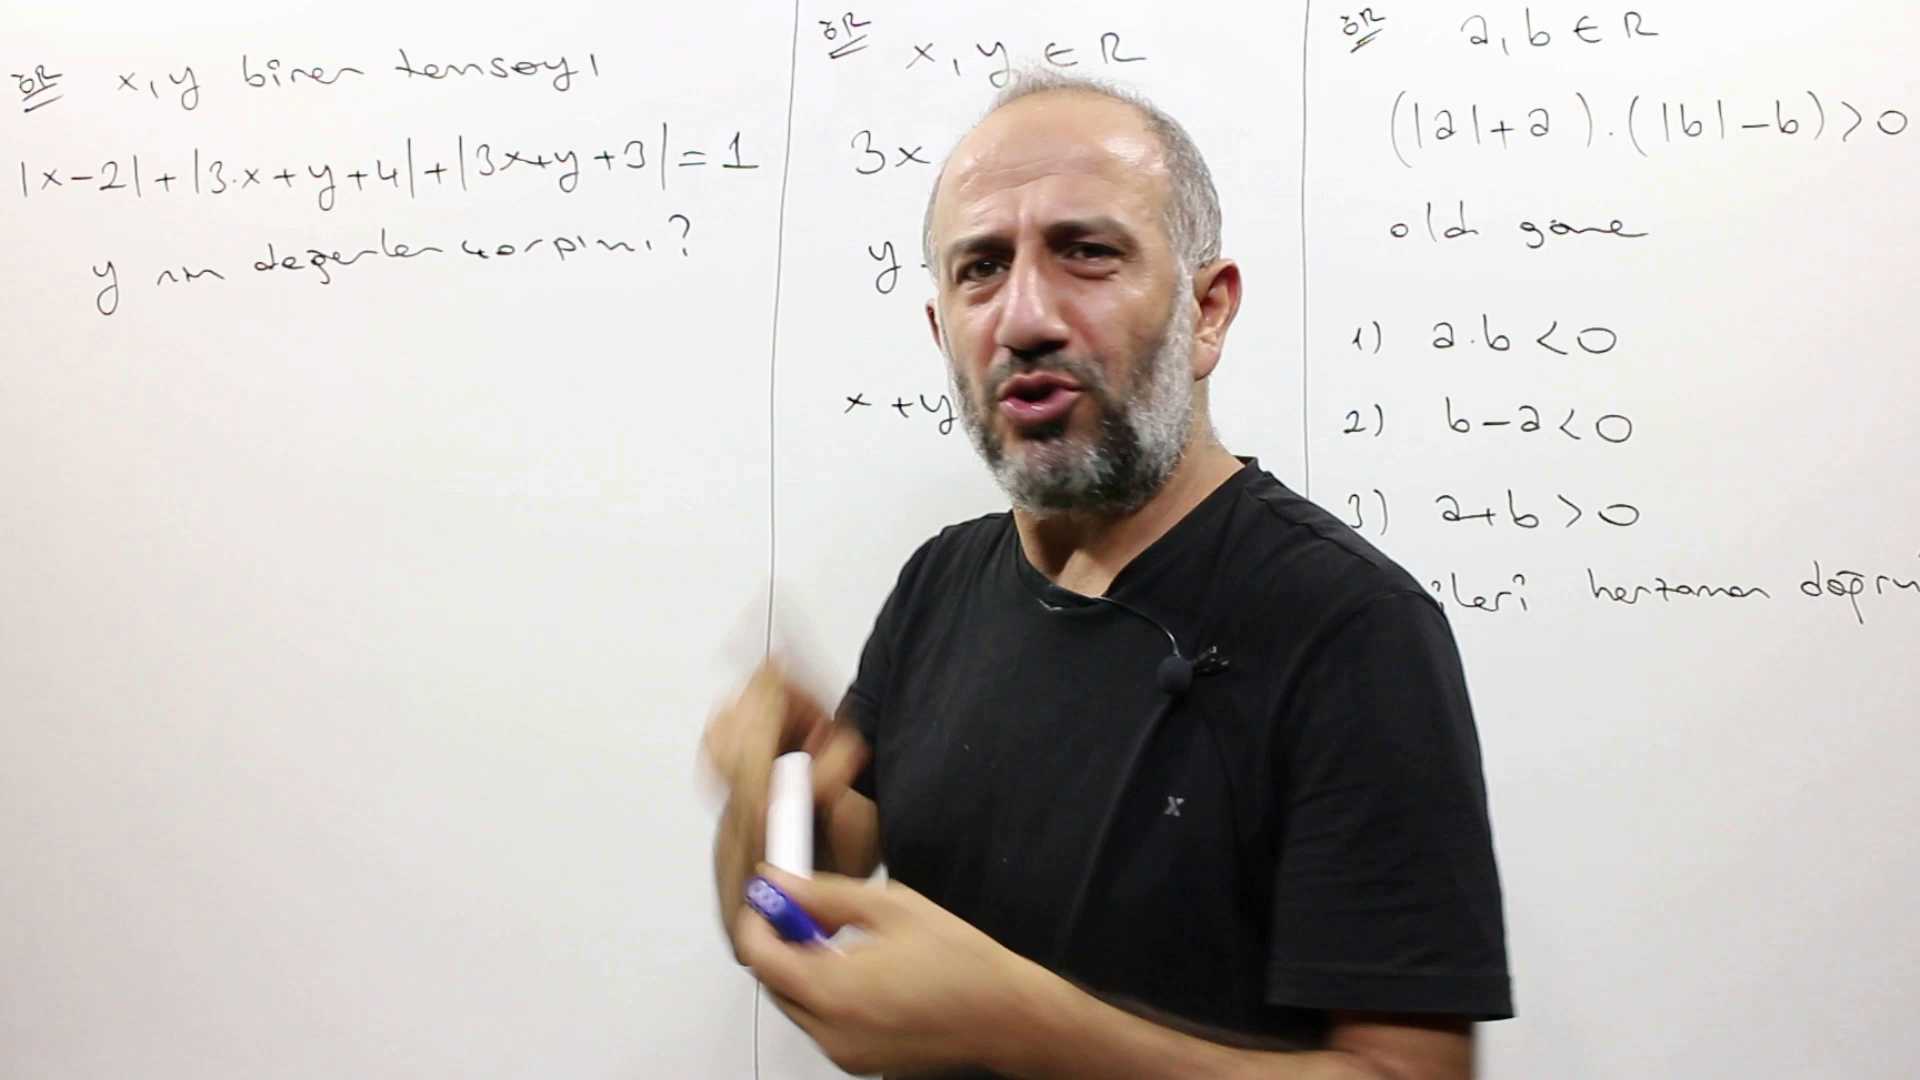 ÖR x, y birer tamsayı
|x-2|+|3.x+y+4|+|3x+y+3|=1
y nin değerler çarpımı?
ÖR x, y ∈ R
3x
y
x+y
ÖR a, b ∈ R
(|a|+a).(|b|-b)>0
old göre
1) a.b<0
2) b-a<0
3) a+b>0
ileri herzaman doğru
X